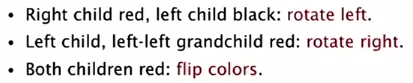 • Right child red, left child black: rotate left.
• Left child, left-left grandchild red: rotate right.
• Both children red: flip colors.